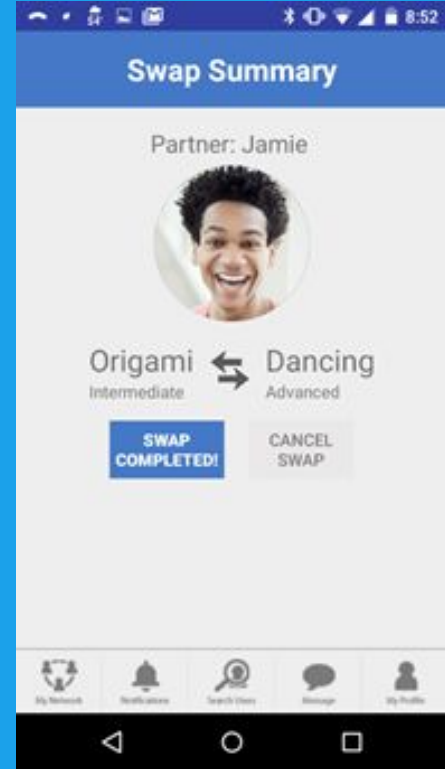 8:52
Swap Summary
Partner: Jamie
Origami Dancing
Intermediate Advanced
SWAP
COMPLETED!
CANCEL
SWAP
My Network Notifications Search Users Message My Profile